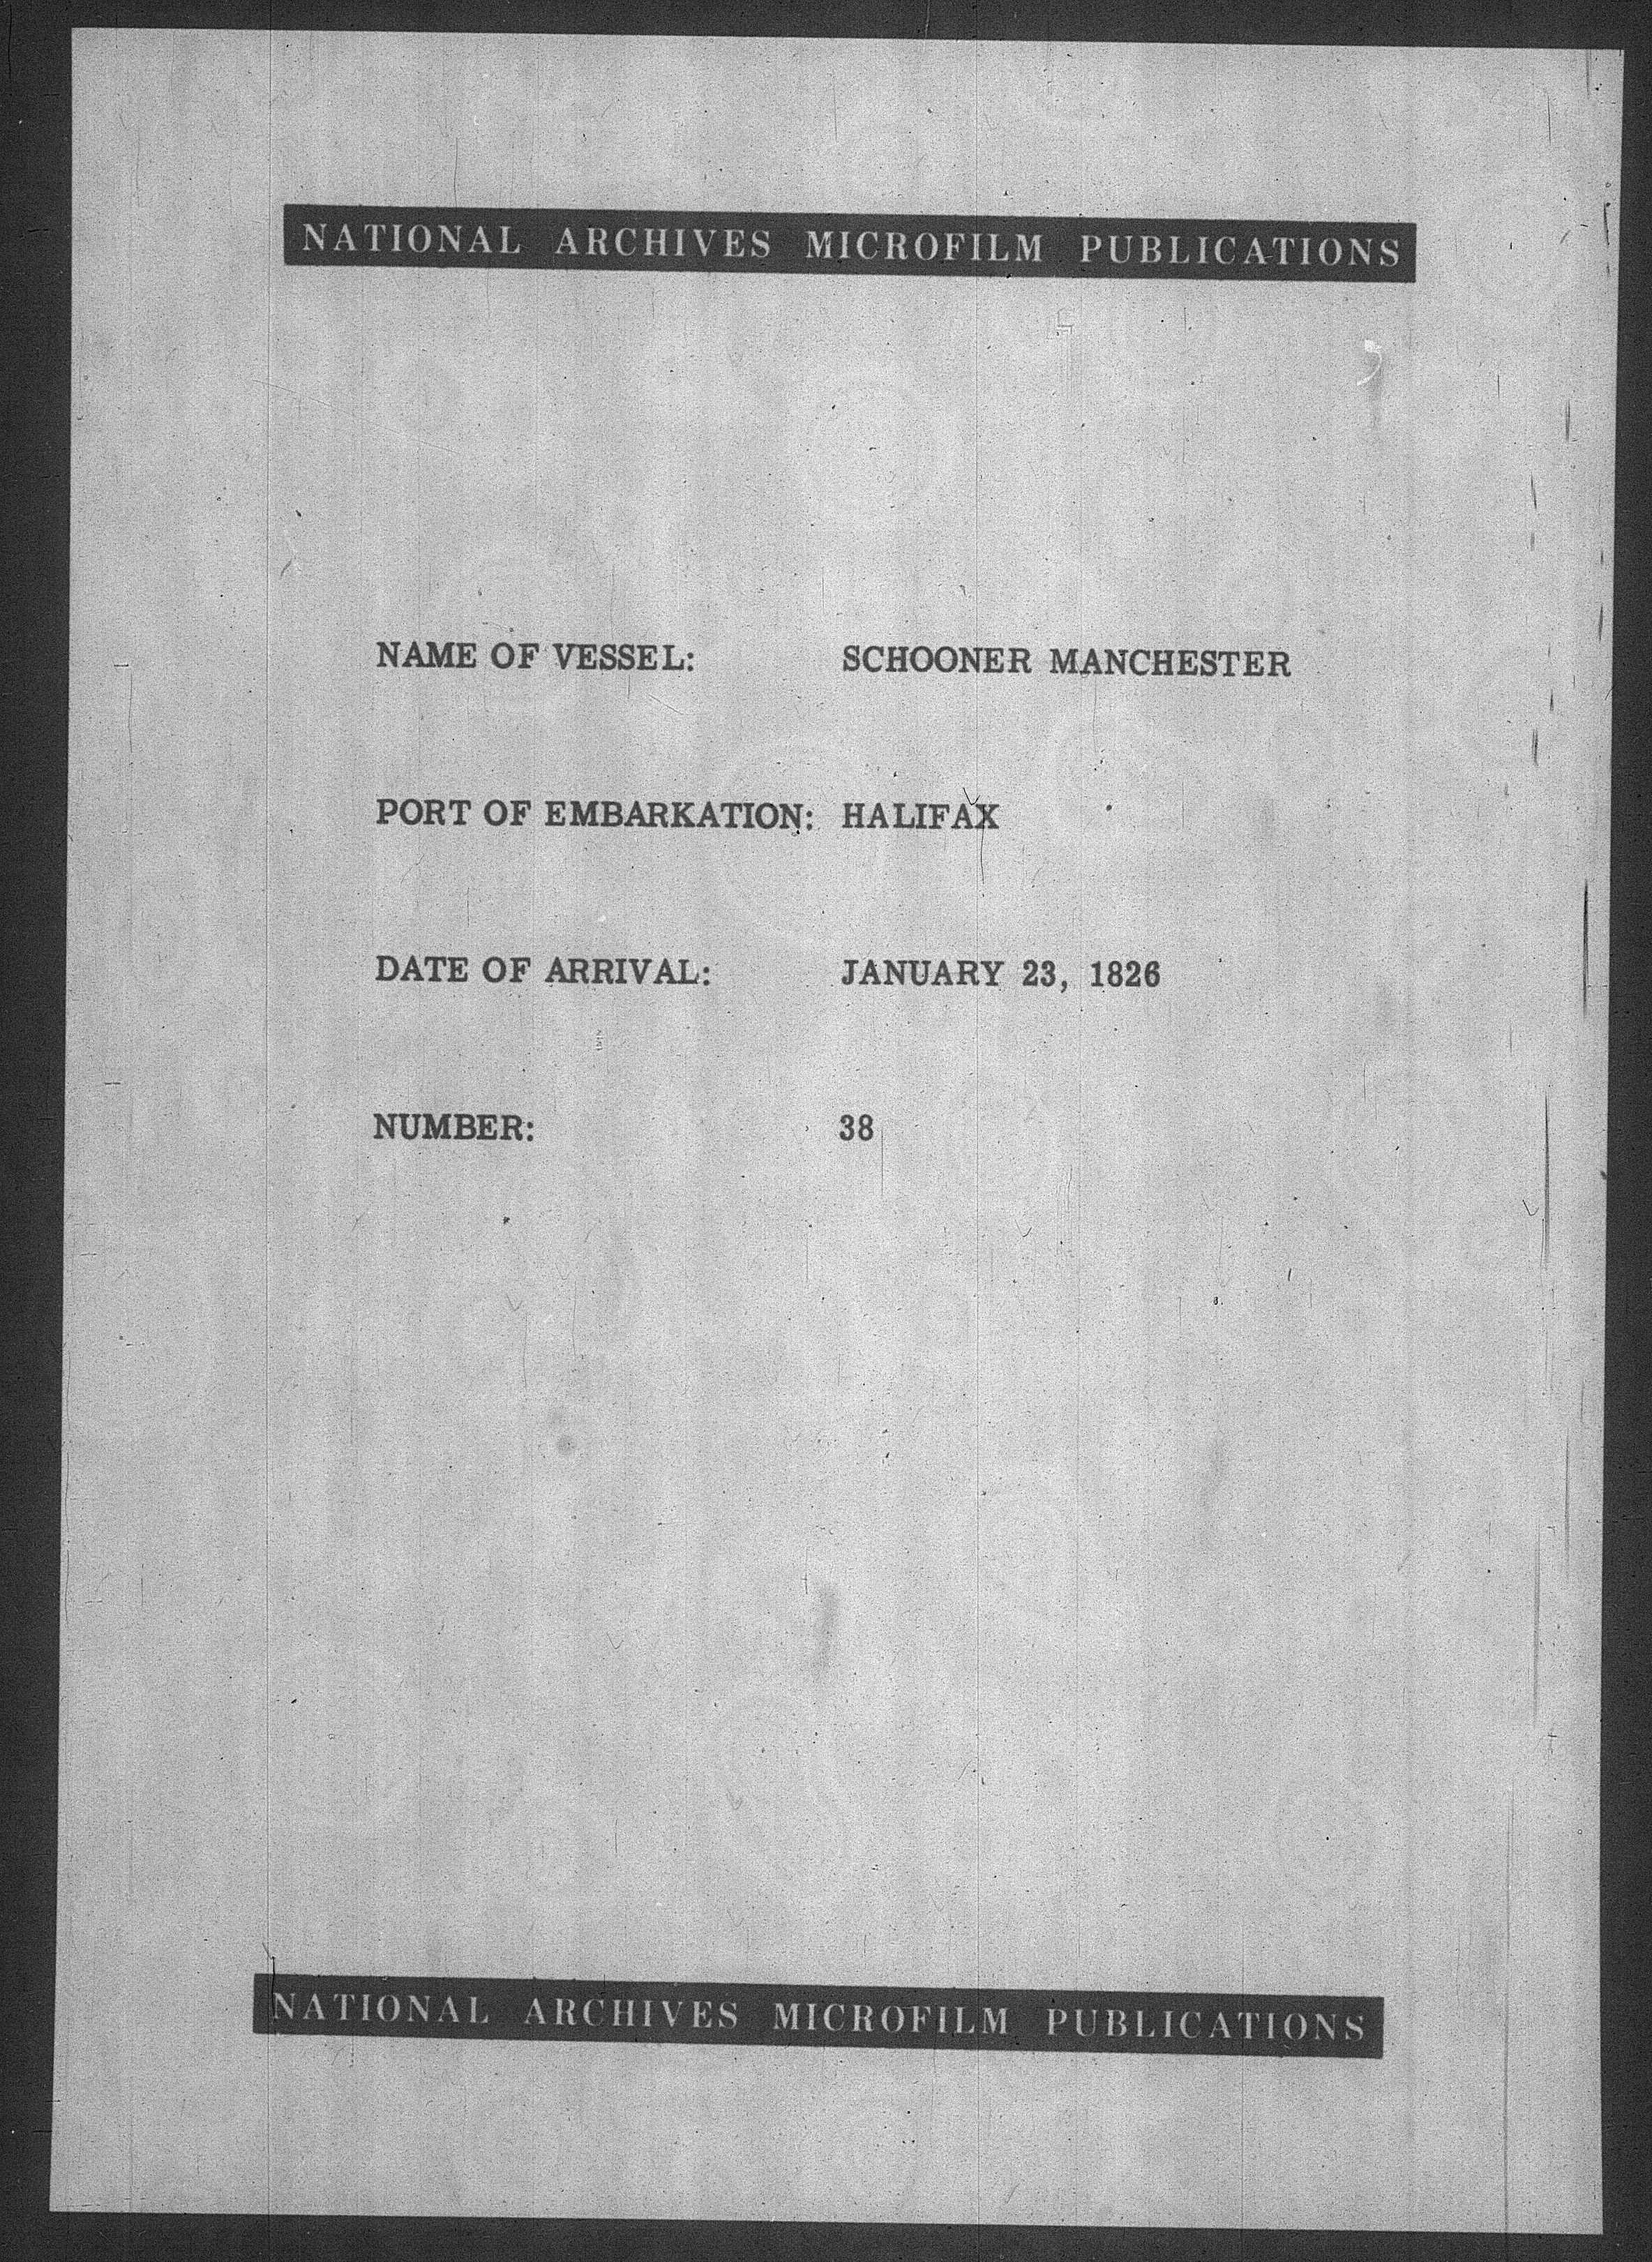 NATIONAL ARCHIVES MICROFILM PUBLICATIONS
NAME OF VESSEL: SCHOONER MANCHESTER
PORT OF EMBARKATION: HALIFAX
DATE OF ARRIVAL: JANUARY 23, 1826
NUMBER: 38
NATIONAL ARCHIVES MICROFILM PUBLICATIONS